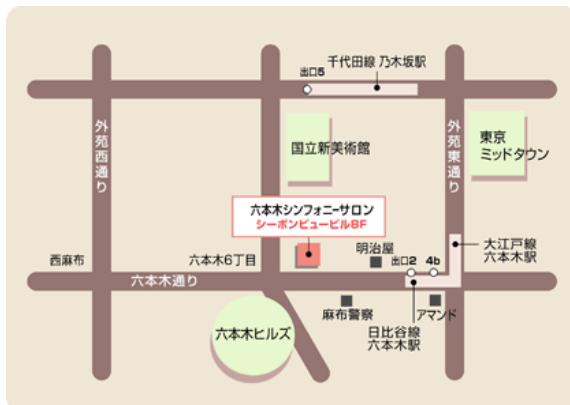 千代田線 乃木坂駅
出口5
外苑西通り
国立新美術館
外苑東通り
東京
ミッドタウン
六本木シンフォニーサロン
シーボンビュービル8F
西麻布
六本木6丁目
明治屋
出口2
4b
大江戸線
六本木駅
六本木通り
六本木ヒルズ
麻布警察
アマンド
日比谷線
六本木駅